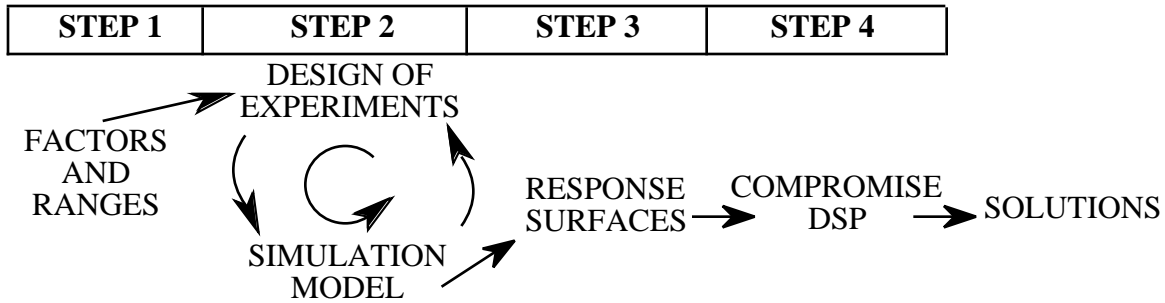 STEP 1 STEP 2 STEP 3 STEP 4
DESIGN OF
EXPERIMENTS
FACTORS
AND
RANGES
SIMULATION
MODEL
RESPONSE
SURFACES
COMPROMISE
DSP
SOLUTIONS